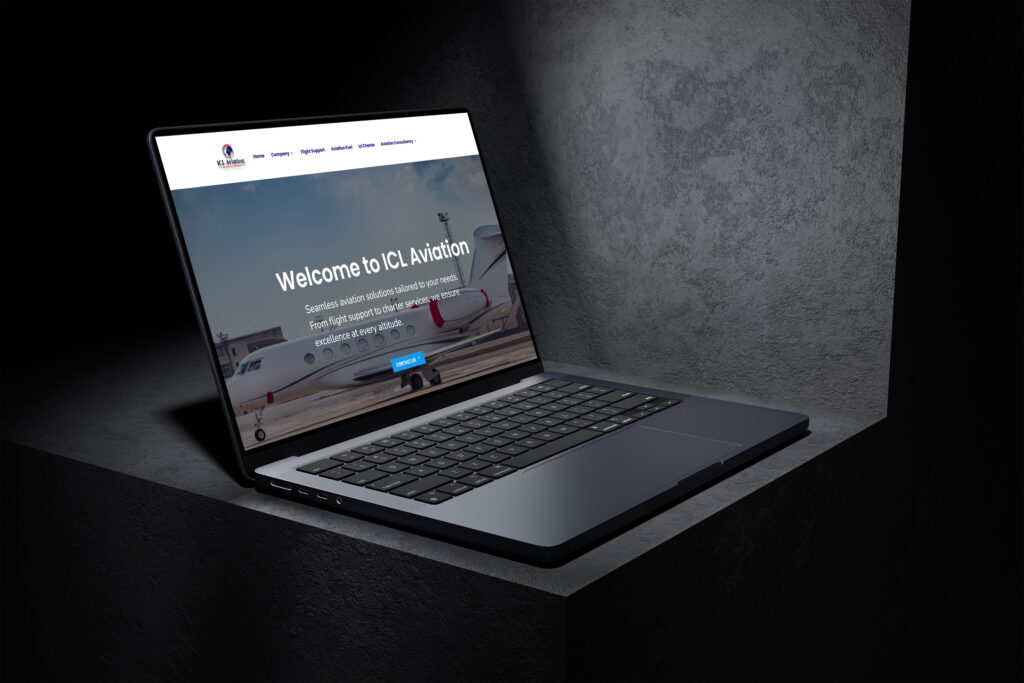 ICL Aviation
Home Company Flight Support Aviation Fuel Icl Charter Aviation Consultancy
Welcome to ICL Aviation
Seamless aviation solutions tailored to your needs.
From flight support to charter services, we ensure
excellence at every altitude.
CONTACT US